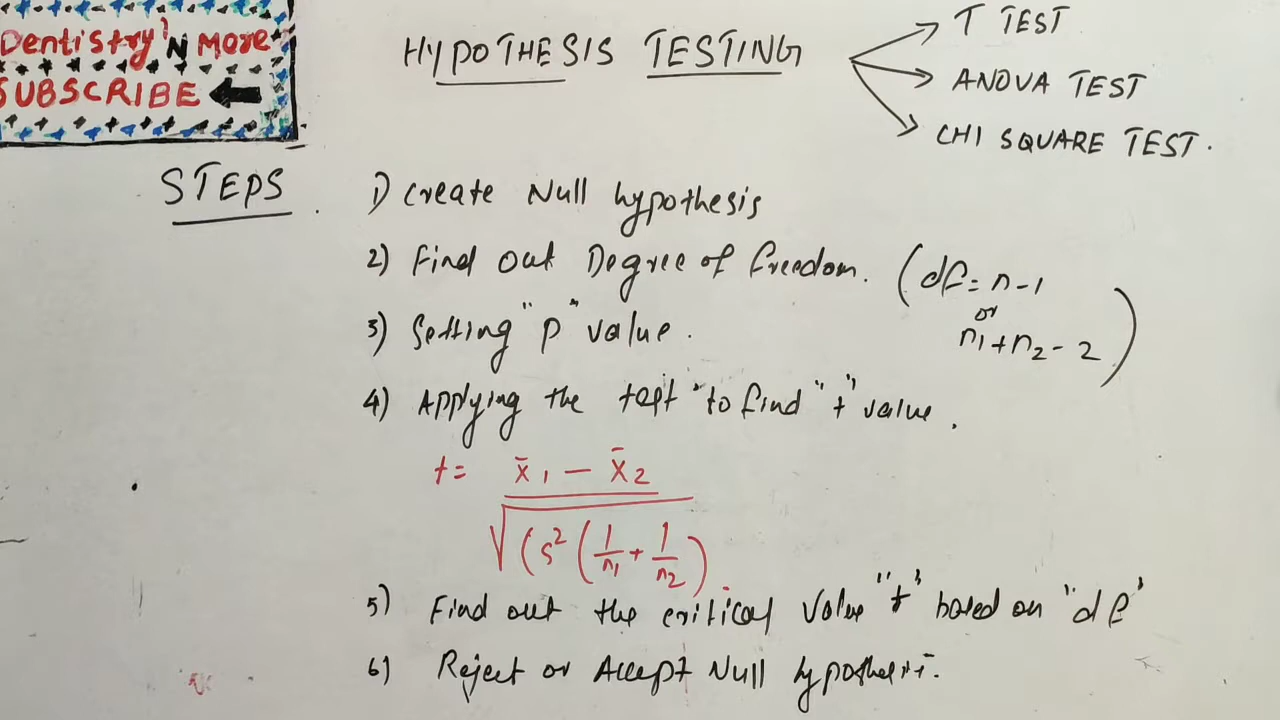 Dentistry'N More
SUBSCRIBE
HYPOTHESIS TESTING
T TEST
ANOVA TEST
CHI SQUARE TEST.
STEPS
1) Create Null hypothesis
2) Find out Degree of freedom. (df = n-1
or
n1 + n2 - 2)
3) Setting "P" value.
4) Applying the test to find "t" value.
t = x̄1 - x̄2
√(S²(1/n1 + 1/n2)
5) Find out the critical value "t" based on "df"
6) Reject or Accept Null hypothesis.